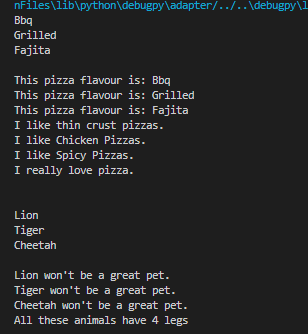 nFiles\lib\python\debugpy\adapter/../..\debugpy\l
Bbq
Grilled
Fajita
This pizza flavour is: Bbq
This pizza flavour is: Grilled
This pizza flavour is: Fajita
I like thin crust pizzas.
I like Chicken Pizzas.
I like Spicy Pizzas.
I really love pizza.
Lion
Tiger
Cheetah
Lion won't be a great pet.
Tiger won't be a great pet.
Cheetah won't be a great pet.
All these animals have 4 legs